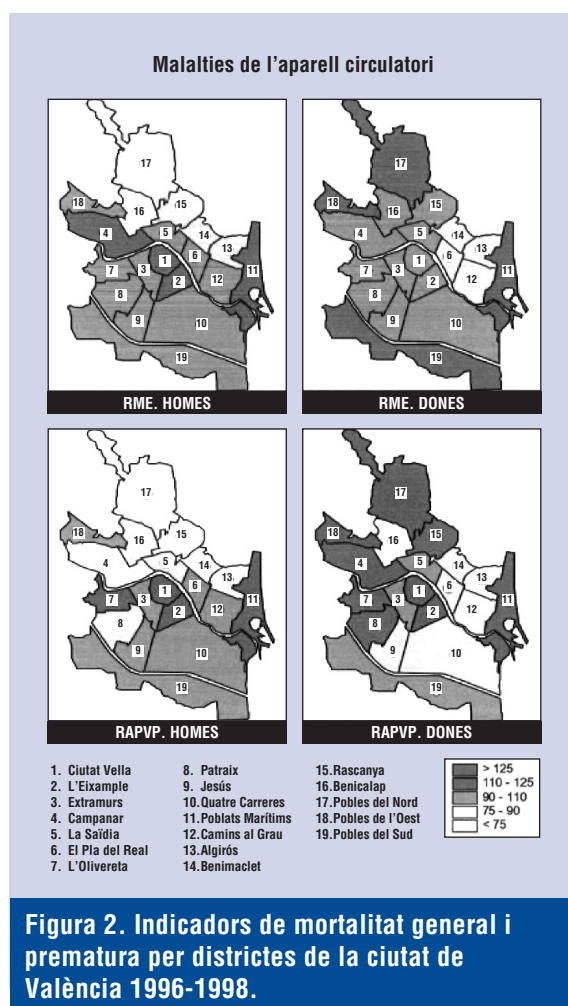 Malalties de l'aparell circulatori
17
18
16
15
4
5
14
13
6
11
1
7
3
2
12
8
9
10
19
RME. HOMES
17
18
16
15
4
5
14
13
6
11
1
7
3
2
12
8
9
10
19
RME. DONES
17
18
16
15
4
5
14
13
6
11
1
7
3
2
12
8
9
10
19
RAPVP. HOMES
17
18
16
15
4
5
14
13
6
11
1
7
3
2
12
8
9
10
19
RAPVP. DONES
1. Ciutat Vella
2. L'Eixample
3. Extramurs
4. Campanar
5. La Saïdia
6. El Pla del Real
7. L'Olivereta
8. Patraix
9. Jesús
10.Quatre Carreres
11.Poblats Marítims
12.Camins al Grau
13.Algirós
14.Benimaclet
15.Rascanya
16.Benicalap
17.Pobles del Nord
18.Pobles de l'Oest
19.Pobles del Sud
> 125
110 - 125
90 - 110
75 - 90
< 75
Figura 2. Indicadors de mortalitat general i
prematura per districtes de la ciutat de
València 1996-1998.